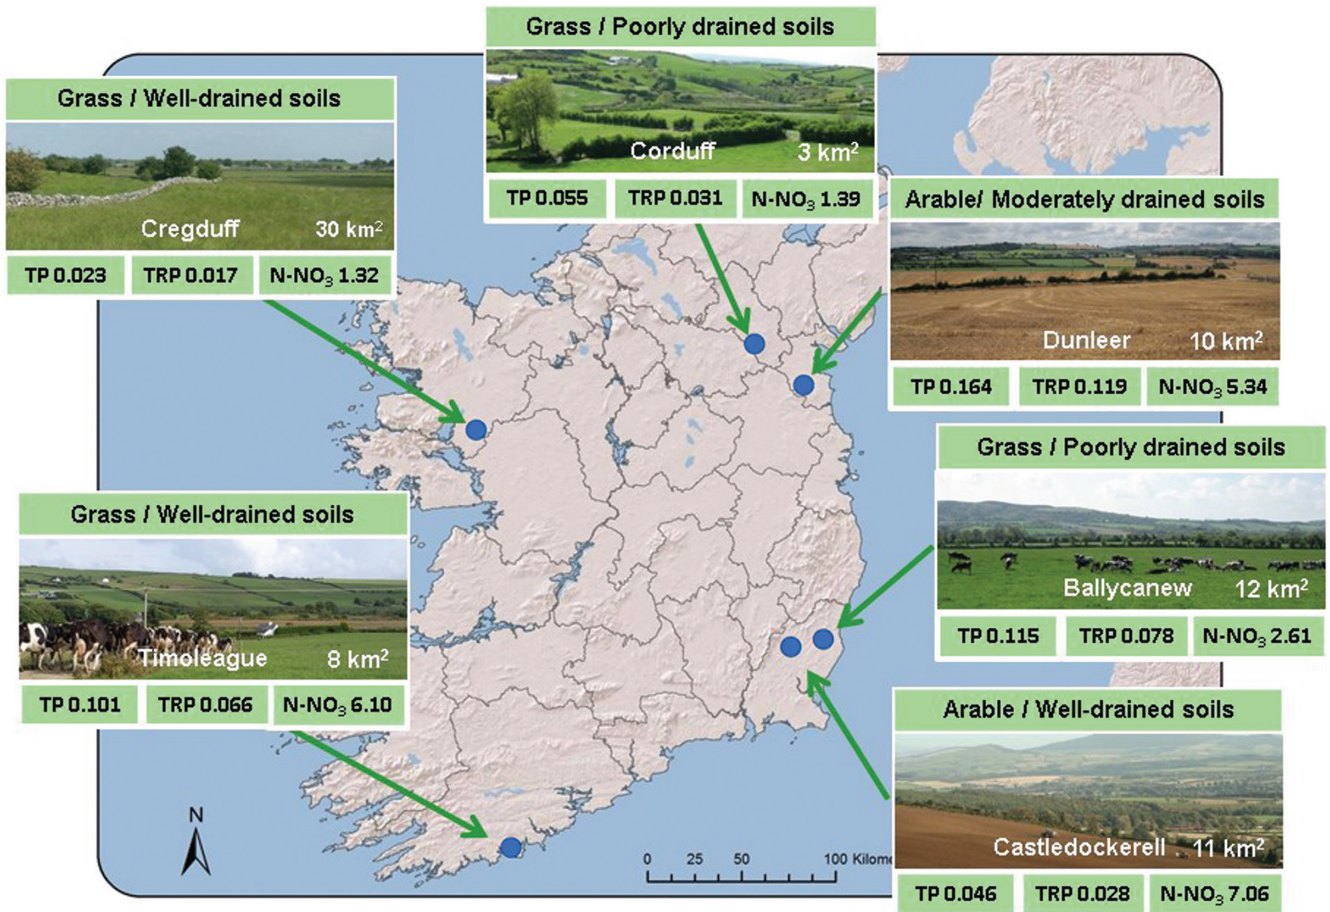 Grass / Poorly drained soils
Corduff 3 km²
TP 0.055 TRP 0.031 N-NO₃ 1.39
Grass / Well-drained soils
Cregduff 30 km²
TP 0.023 TRP 0.017 N-NO₃ 1.32
Arable/ Moderately drained soils
Dunleer 10 km²
TP 0.164 TRP 0.119 N-NO₃ 5.34
Grass / Poorly drained soils
Ballycanew 12 km²
TP 0.115 TRP 0.078 N-NO₃ 2.61
Grass / Well-drained soils
Timoleague 8 km²
TP 0.101 TRP 0.066 N-NO₃ 6.10
Arable / Well-drained soils
Castledockerell 11 km²
TP 0.046 TRP 0.028 N-NO₃ 7.06
N
0 25 50 100 Kilome